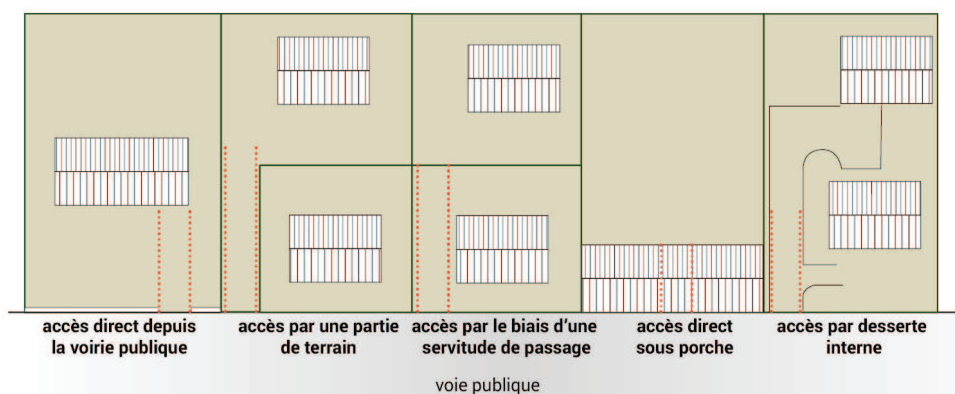 accès direct depuis
la voirie publique
accès par une partie
de terrain
accès par le biais d'une
servitude de passage
accès direct
sous porche
accès par desserte
interne
voie publique